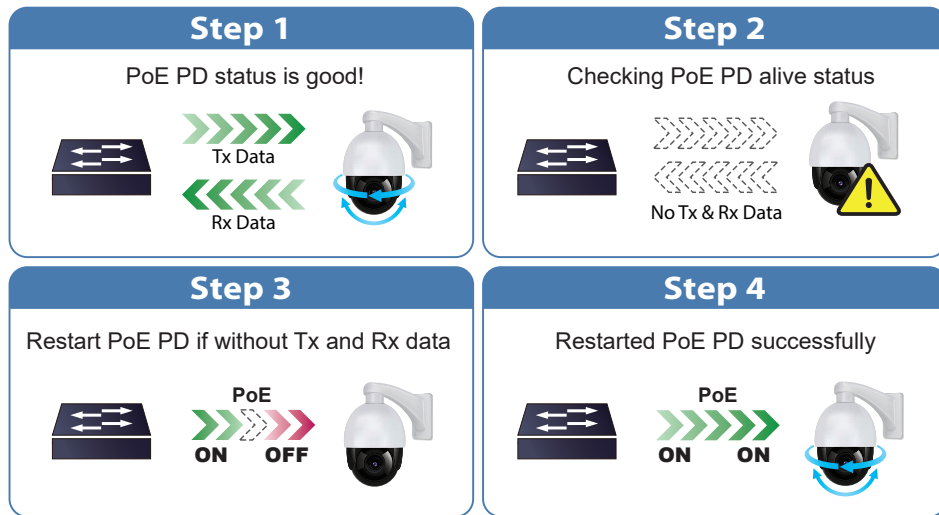 Step 1
PoE PD status is good!
Tx Data
Rx Data
Step 2
Checking PoE PD alive status
No Tx & Rx Data
!
Step 3
Restart PoE PD if without Tx and Rx data
PoE
ON OFF
Step 4
Restarted PoE PD successfully
PoE
ON ON